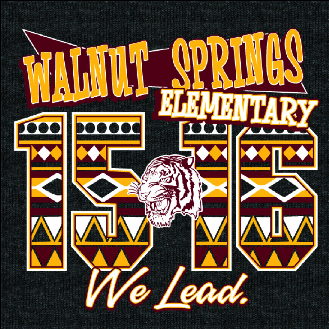 WALNUT SPRINGS
ELEMENTARY
15 16
We Lead.